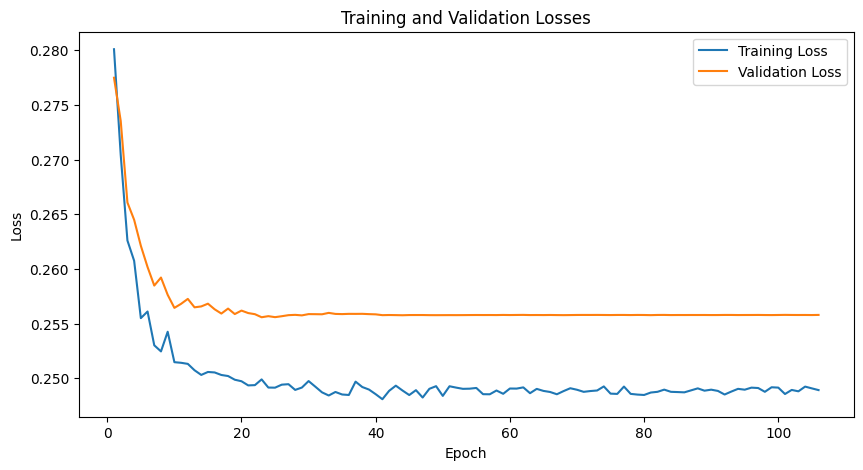 Training and Validation Losses
Training Loss
Validation Loss
0.280
0.275
0.270
0.265
0.260
0.255
0.250
Loss
0
20
40
60
80
100
Epoch